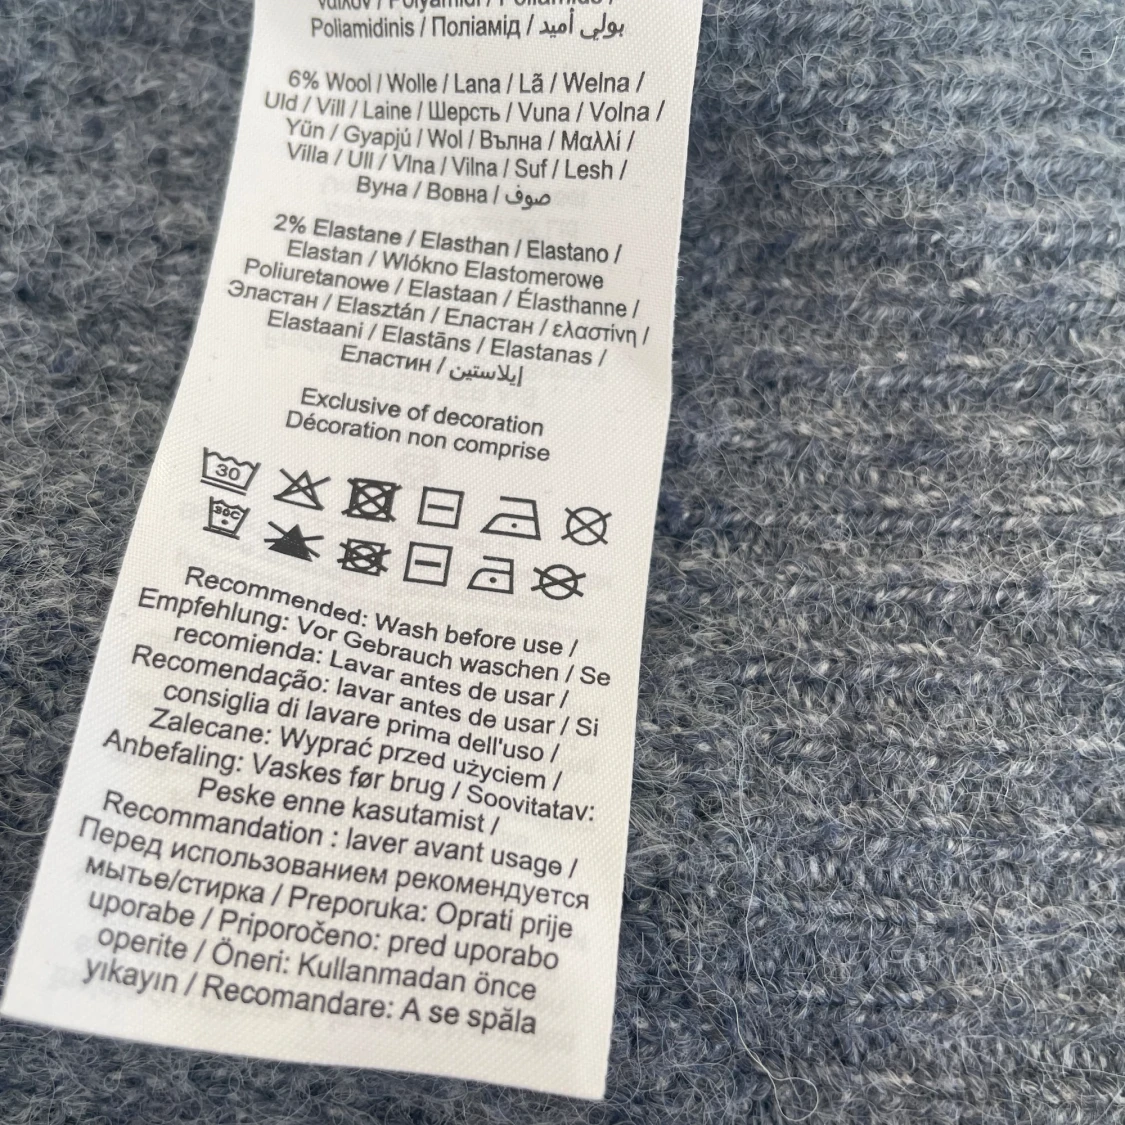 Poliamidinis / Поліамід / بولي أميد
6% Wool / Wolle / Lana / Lã / Wełna /
Uld / Vill / Laine / Шерсть / Vuna / Volna /
Yün / Gyapjú / Wol / Вълна / Μαλλί /
Villa / Ull / Vlna / Vilna / Suf / Lesh /
Вуна / Вовна / صوف
2% Elastane / Elasthan / Elastano /
Elastan / Wlókno Elastomerowe
Poliuretanowe / Elastaan / Élasthanne /
Эластан / Elasztán / Еластан / ελαστίνη /
Elastaani / Elastāns / Elastanas /
Еластин / إيلاستين
Exclusive of decoration
Décoration non comprise
30
30C
Recommended: Wash before use /
Empfehlung: Vor Gebrauch waschen / Se
recomienda: Lavar antes de usar /
Recomendação: lavar antes de usar / Si
consiglia di lavare prima dell'uso /
Zalecane: Wyprać przed użyciem /
Anbefaling: Vaskes før brug / Soovitatav:
Peske enne kasutamist /
Recommandation : laver avant usage /
Перед использованием рекомендуется
мытье/стирка / Preporuka: Oprati prije
uporabe / Priporočeno: pred uporabo
operite / Öneri: Kullanmadan önce
yıkayın / Recomandare: A se spăla